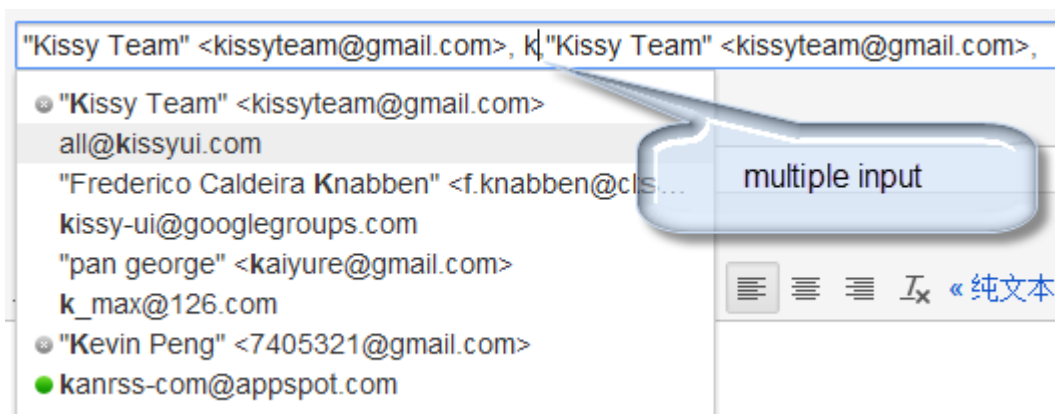 "Kissy Team" <kissyteam@gmail.com>, k,"Kissy Team" <kissyteam@gmail.com>,
"Kissy Team" <kissyteam@gmail.com>
all@kissyui.com
"Frederico Caldeira Knabben" <f.knabben@cks...
multiple input
kissy-ui@googlegroups.com
"pan george" <kaiyure@gmail.com>
k_max@126.com
« 纯文本
"Kevin Peng" <7405321@gmail.com>
kanrss-com@appspot.com